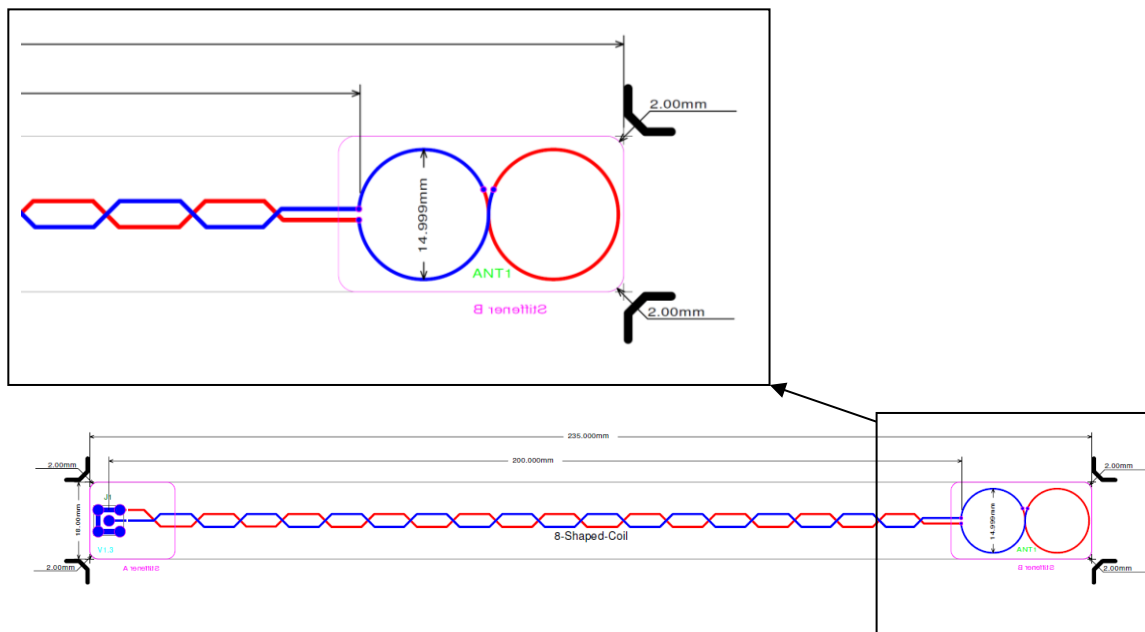 2.00mm
14.999mm
ANT1
Stiffener B
2.00mm
235.000mm
200.000mm
2.00mm
2.00mm
J1
18.00mm
14.999mm
8-Shaped-Coil
V1.3
ANT1
2.00mm
Stiffener A
Stiffener B
2.00mm